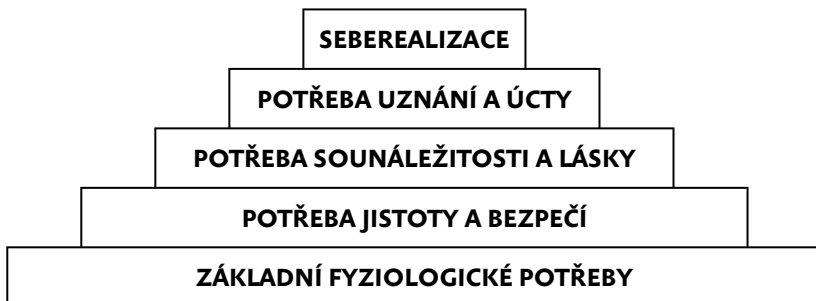 SEBEREALIZACE
POTŘEBA UZNÁNÍ A ÚCTY
POTŘEBA SOUNÁLEŽITOSTI A LÁSKY
POTŘEBA JISTOTY A BEZPEČÍ
ZÁKLADNÍ FYZIOLOGICKÉ POTŘEBY